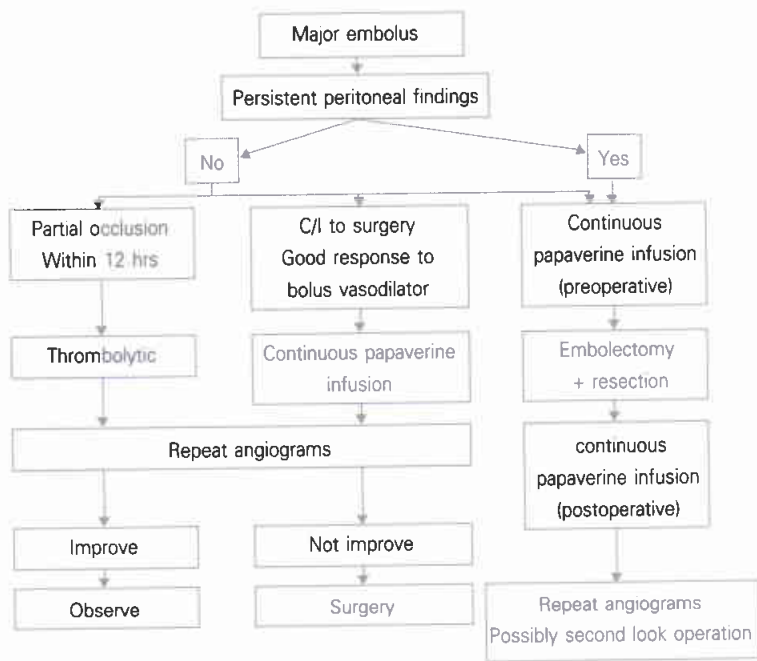 Major embolus
Persistent peritoneal findings
No
Yes
Partial occlusion
Within 12 hrs
C/I to surgery
Good response to
bolus vasodilator
Continuous
papaverine infusion
(preoperative)
Thrombolytic
Continuous papaverine
infusion
Embolectomy
+ resection
Repeat angiograms
continuous
papaverine infusion
(postoperative)
Improve
Not improve
Observe
Surgery
Repeat angiograms
Possibly second look operation